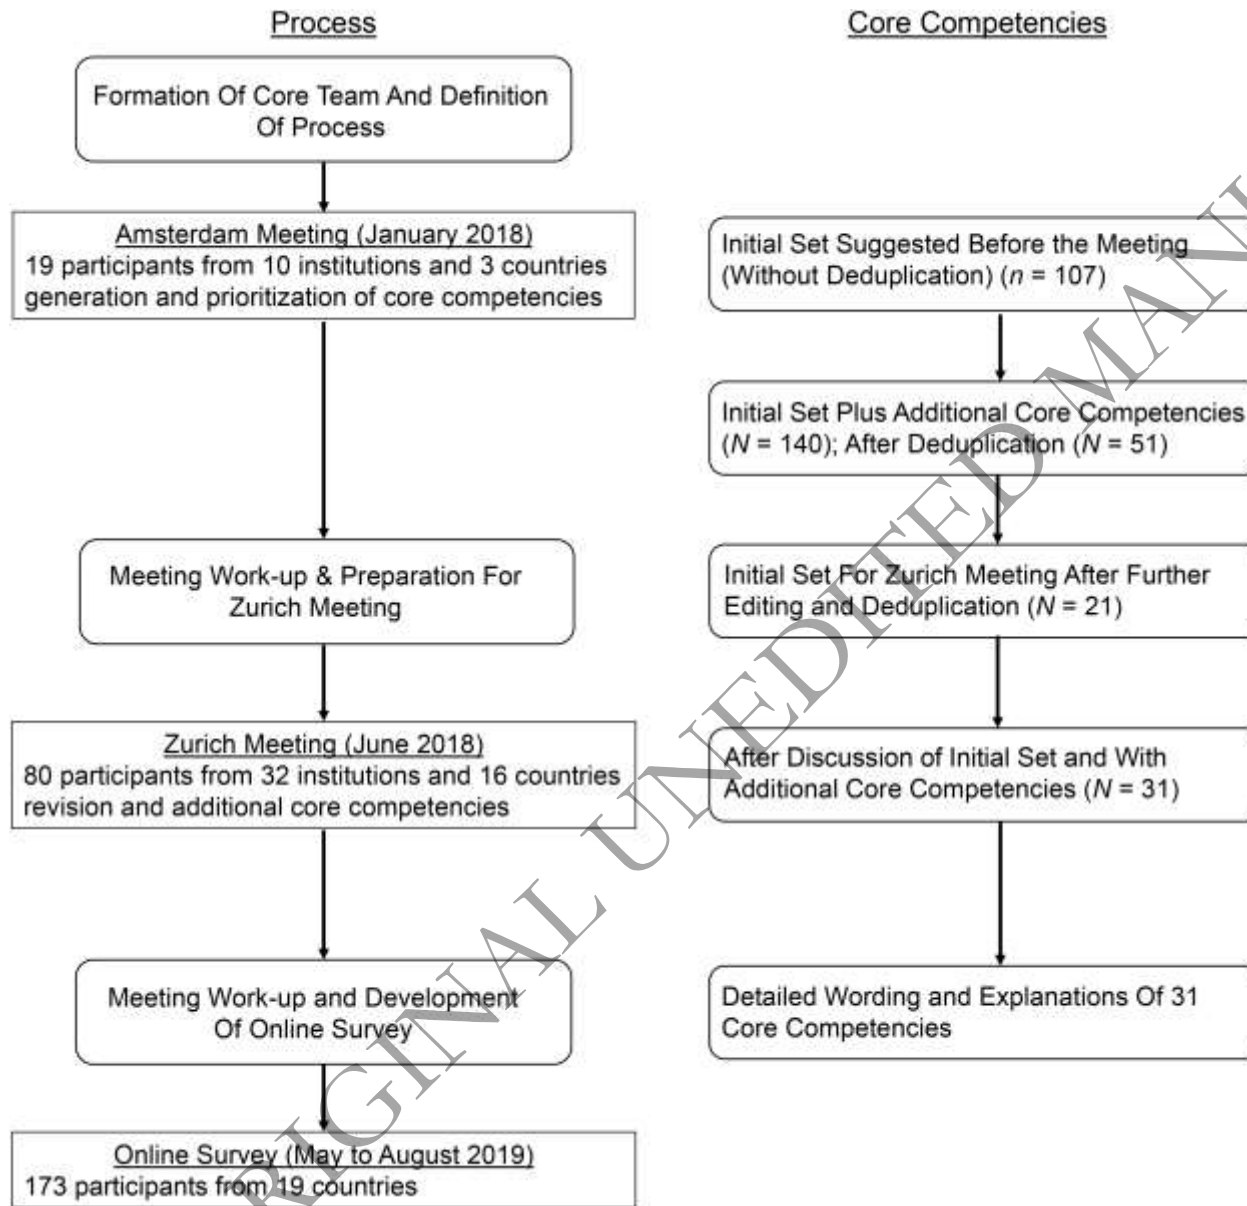 Process
Formation Of Core Team And Definition
Of Process
Amsterdam Meeting (January 2018)
19 participants from 10 institutions and 3 countries
generation and prioritization of core competencies
Meeting Work-up & Preparation For
Zurich Meeting
Zurich Meeting (June 2018)
80 participants from 32 institutions and 16 countries
revision and additional core competencies
Meeting Work-up and Development
Of Online Survey
Online Survey (May to August 2019)
173 participants from 19 countries
Core Competencies
Initial Set Suggested Before the Meeting
(Without Deduplication) (n = 107)
Initial Set Plus Additional Core Competencies
(N = 140); After Deduplication (N = 51)
Initial Set For Zurich Meeting After Further
Editing and Deduplication (N = 21)
After Discussion of Initial Set and With
Additional Core Competencies (N = 31)
Detailed Wording and Explanations Of 31
Core Competencies
RIGINAL UNEDITED MANU